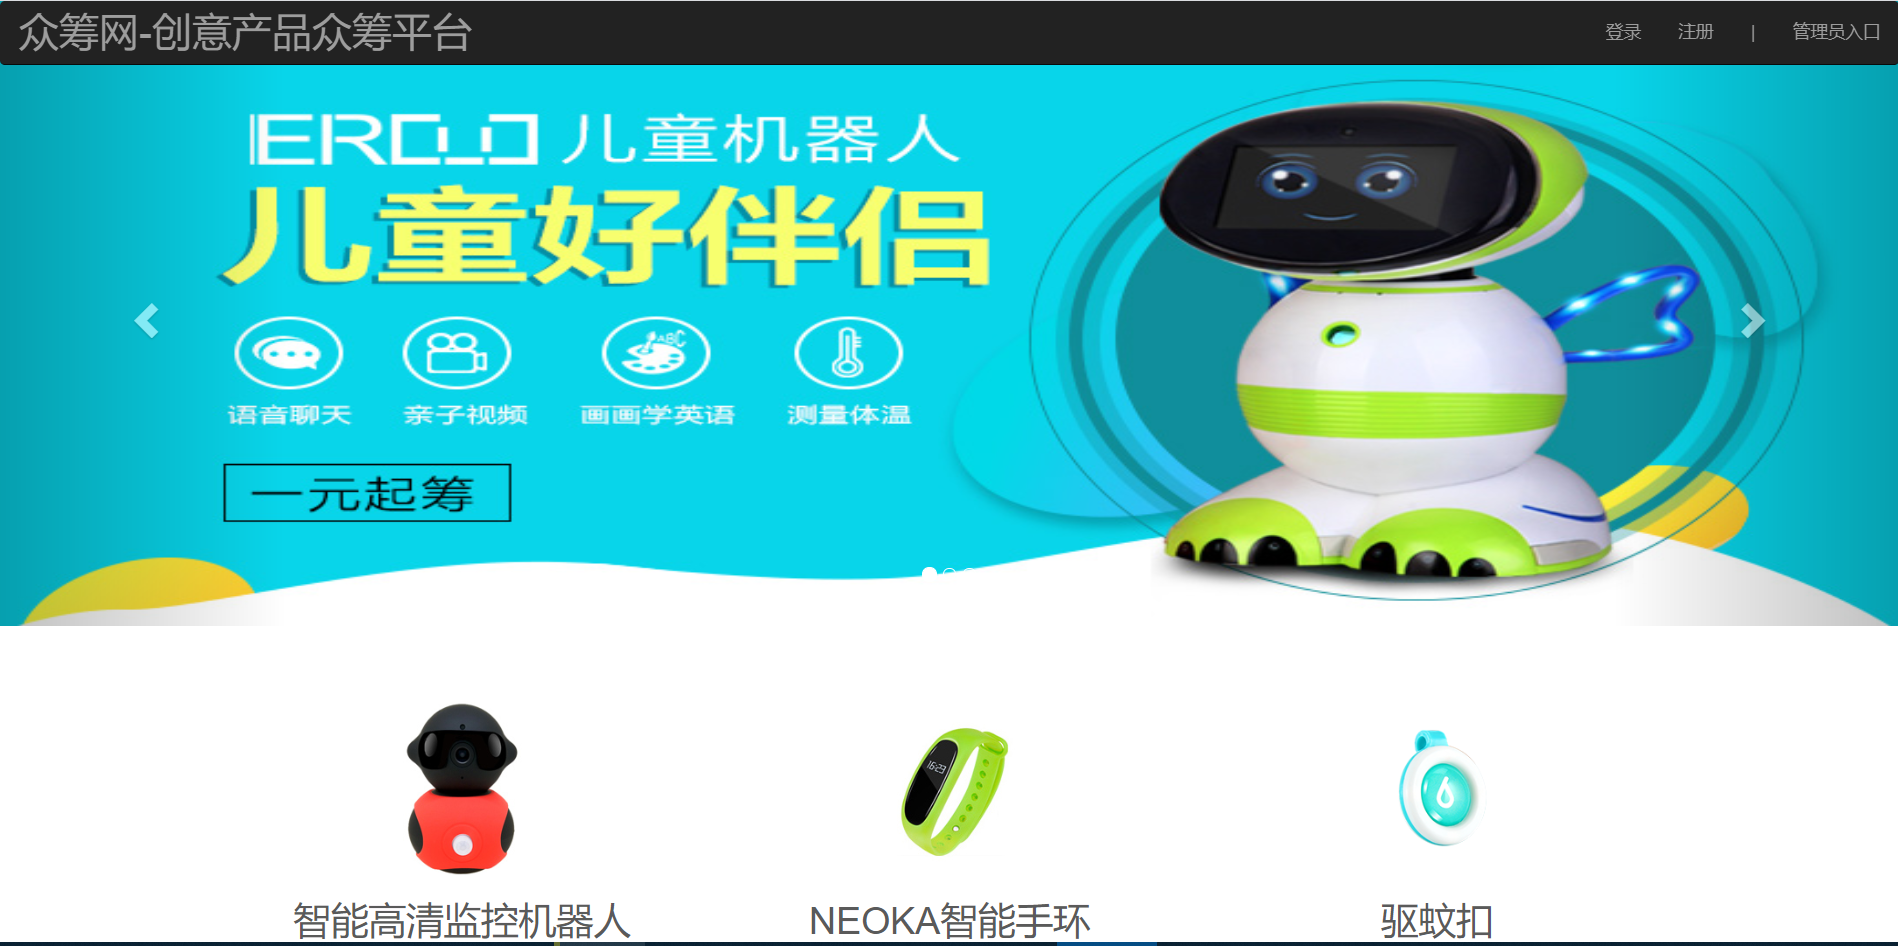 众筹网-创意产品众筹平台
登录 注册 | 管理员入口
儿童机器人
儿童好伴侣
ABC
语音聊天 亲子视频 画画学英语 测量体温
一元起筹
16:23
智能高清监控机器人 NEOKA智能手环 驱蚊扣